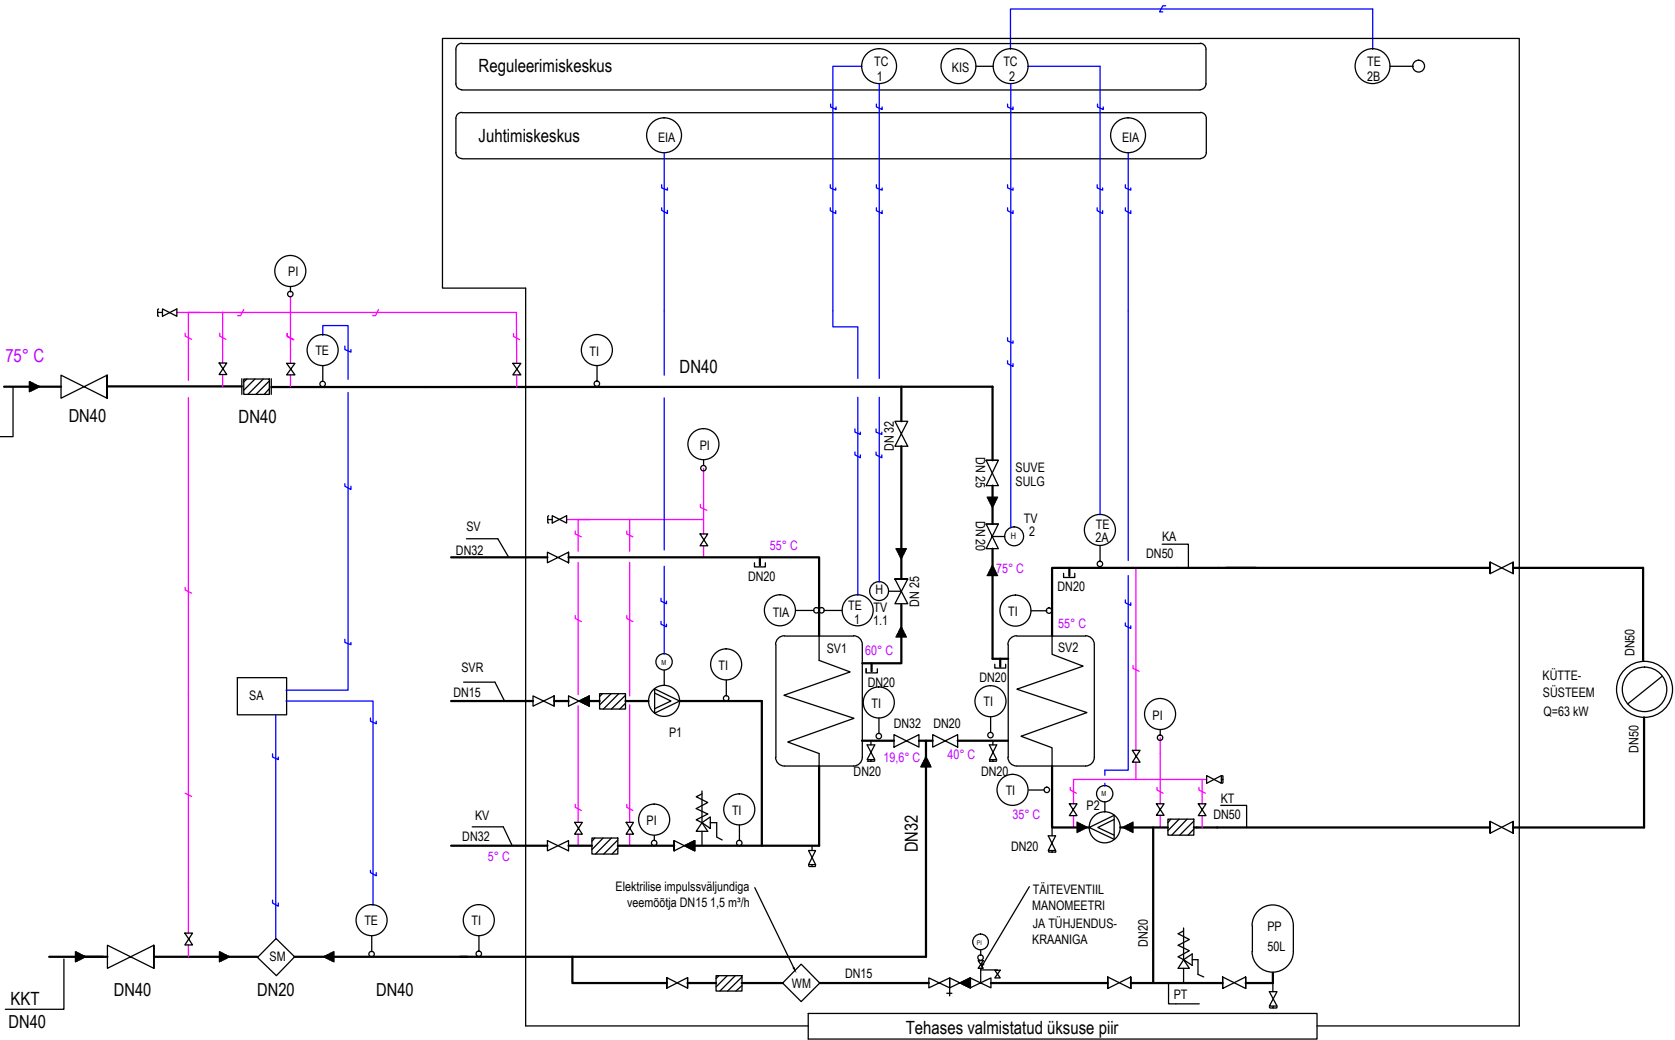 Reguleerimiskeskus
TC
1
KIS
TC
2
TE
2B
Juhtimiskeskus
EIA
EIA
PI
75° C
TE
TI
DN40
DN40
DN40
DN 32
PI
DN 25
SUVE
SULG
SV
DN32
55° C
DN20
DN 20
TV
2
H
TE
2A
KA
DN50
75° C
DN20
TIA
TE
1
H
TV
1.1
DN 25
TI
55° C
SV1
60° C
SV2
DN50
SVR
DN15
M
TI
DN20
DN20
KÜTTE-
SÜSTEEM
Q=63 kW
SA
P1
TI
DN32
DN20
TI
PI
DN50
19,6° C
40° C
DN20
DN20
TI
M
P2
KT
DN50
35° C
KV
DN32
5° C
PI
TI
DN32
DN20
Elektrilise impulssväljundiga
veemõõtja DN15 1,5 m³/h
TÄITEVENTIIL
MANOMEETRI
JA TÜHJENDUS-
KRAANIGA
TE
TI
PI
DN20
PP
50L
SM
DN40
DN20
DN40
DN15
WM
PT
KKT
DN40
Tehases valmistatud üksuse piir